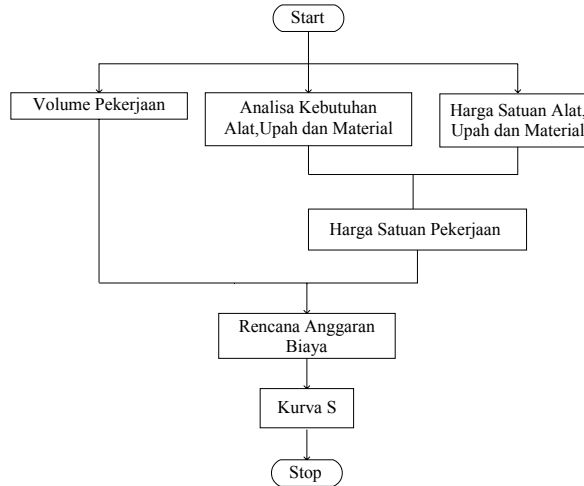 Start
Volume Pekerjaan
Analisa Kebutuhan
Alat,Upah dan Material
Harga Satuan Alat,
Upah dan Material
Harga Satuan Pekerjaan
Rencana Anggaran
Biaya
Kurva S
Stop